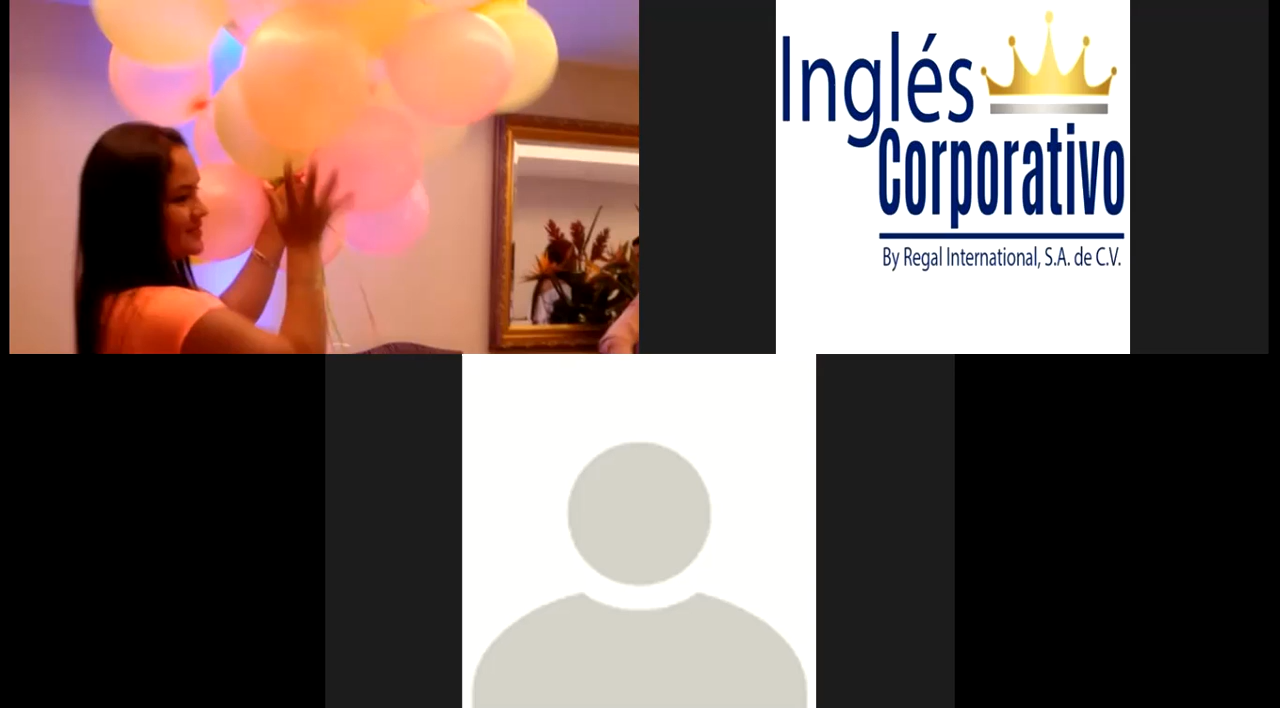 Inglés
Corporativo
By Regal International, S.A. de C.V.